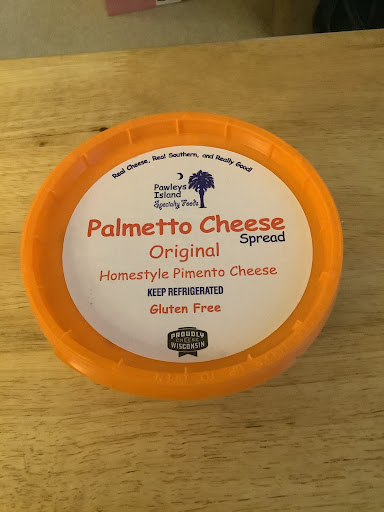 Real Cheese, Real Southern, and Really Good!
Pawleys
Island
Specialty Foods
Palmetto Cheese
Spread
Original
Homestyle Pimento Cheese
KEEP REFRIGERATED
Gluten Free
PROUDLY
WISCONSIN
CHEESE